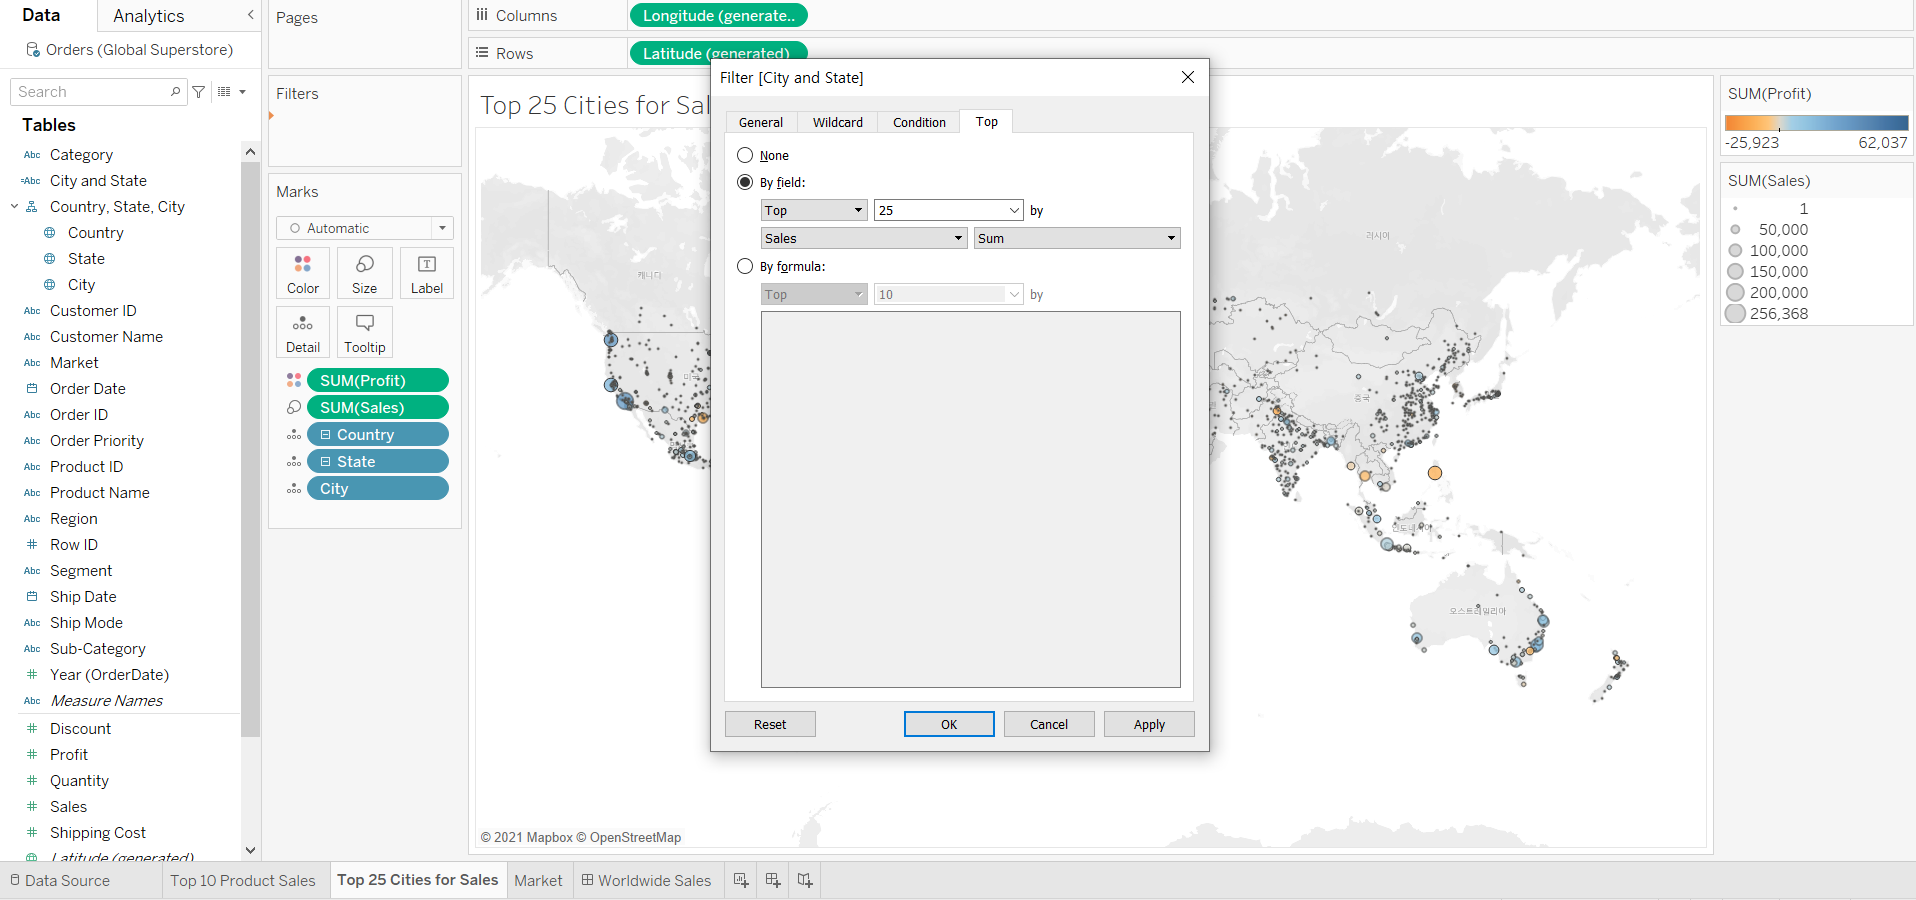 Data
Analytics
Orders (Global Superstore)
Search
Tables
Abc Category
=Abc City and State
Country, State, City
Country
State
City
Abc Customer ID
Abc Customer Name
Abc Market
Order Date
Abc Order ID
Abc Order Priority
Abc Product ID
Abc Product Name
Abc Region
# Row ID
Abc Segment
Ship Date
Abc Ship Mode
Abc Sub-Category
# Year (OrderDate)
Abc Measure Names
# Discount
# Profit
# Quantity
# Sales
# Shipping Cost
Latitude (generated)
Pages
Filters
Marks
Automatic
Color
Size
Label
Detail
Tooltip
SUM(Profit)
SUM(Sales)
Country
State
City
Columns
Longitude (generate..
Rows
Latitude (generated)
Top 25 Cities for Sal
Filter [City and State]
General
Wildcard
Condition
Top
None
By field:
Top
25
by
Sales
Sum
By formula:
Top
10
by
Reset
OK
Cancel
Apply
캐나다
미국
러시아
중국
인도네시아
오스트레일리아
© 2021 Mapbox © OpenStreetMap
SUM(Profit)
-25,923
62,037
SUM(Sales)
1
50,000
100,000
150,000
200,000
256,368
Data Source
Top 10 Product Sales
Top 25 Cities for Sales
Market
Worldwide Sales